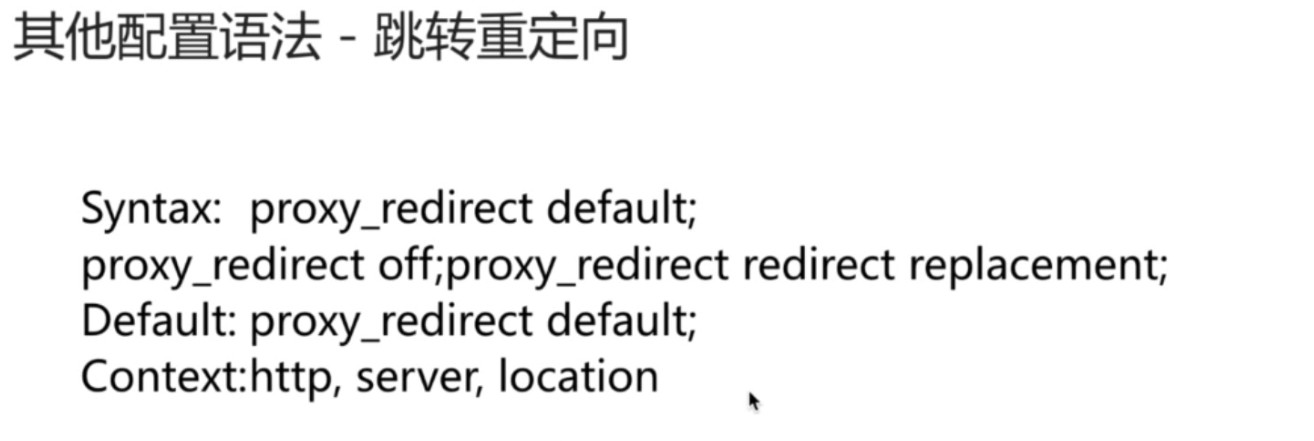 其他配置语法 - 跳转重定向
Syntax: proxy_redirect default;
proxy_redirect off;proxy_redirect redirect replacement;
Default: proxy_redirect default;
Context:http, server, location